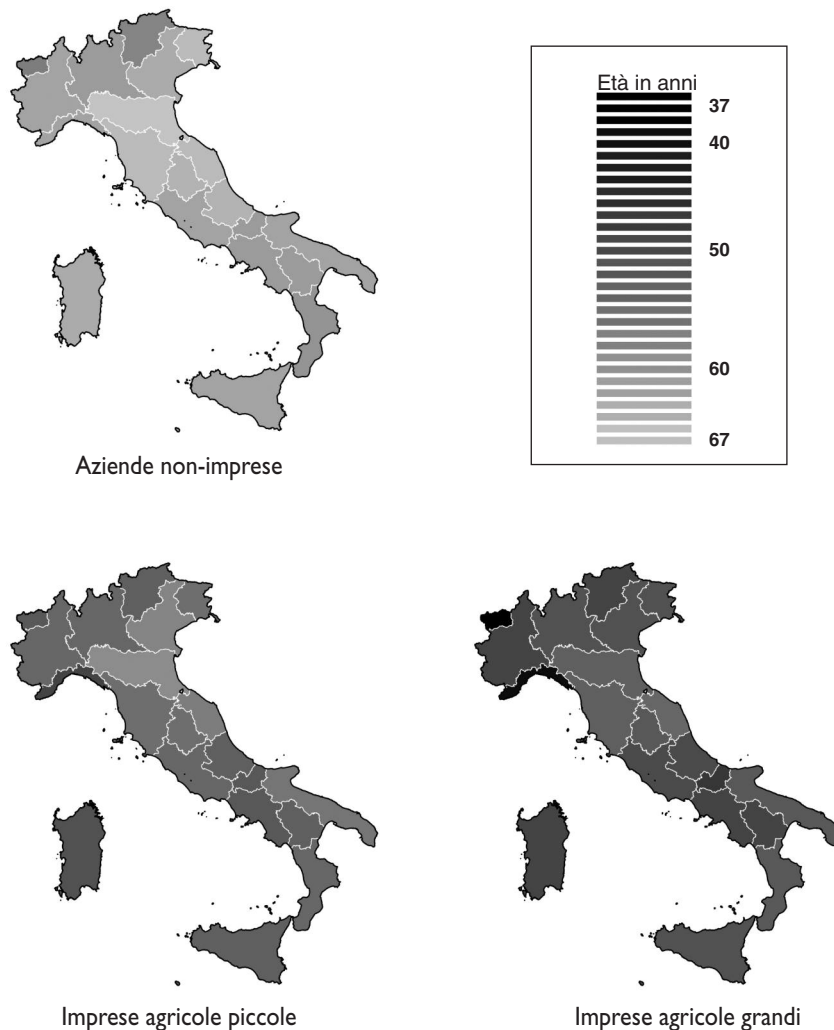 Età in anni
37
40
50
60
67
Aziende non-imprese
Imprese agricole piccole
Imprese agricole grandi